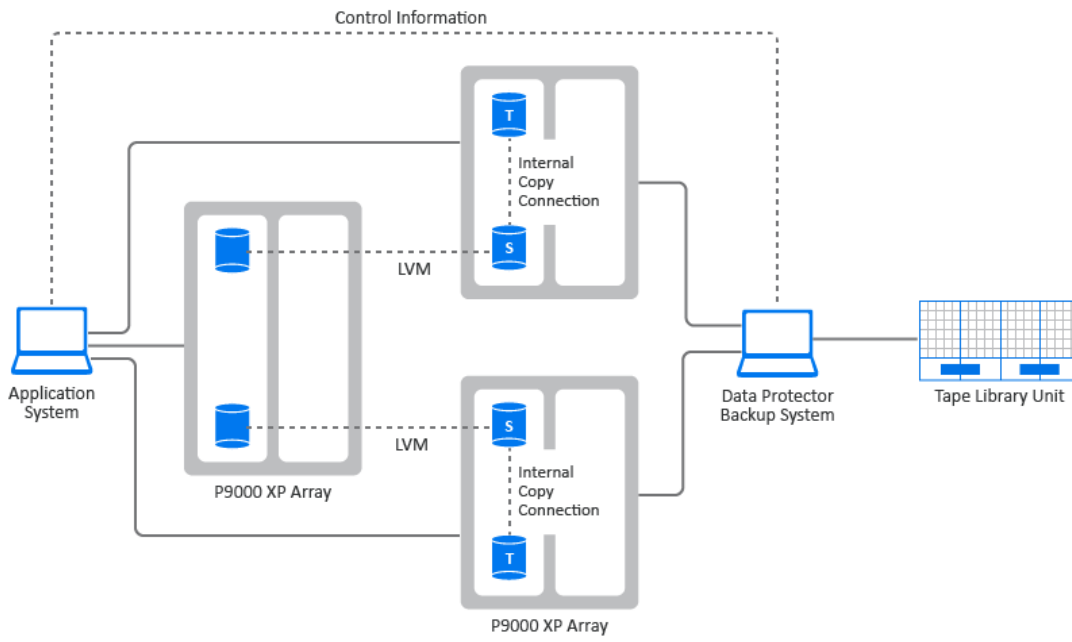 Control Information
T
Internal
Copy
Connection
S
LVM
Application
System
P9000 XP Array
Data Protector
Backup System
Tape Library Unit
S
LVM
Internal
Copy
Connection
T
P9000 XP Array